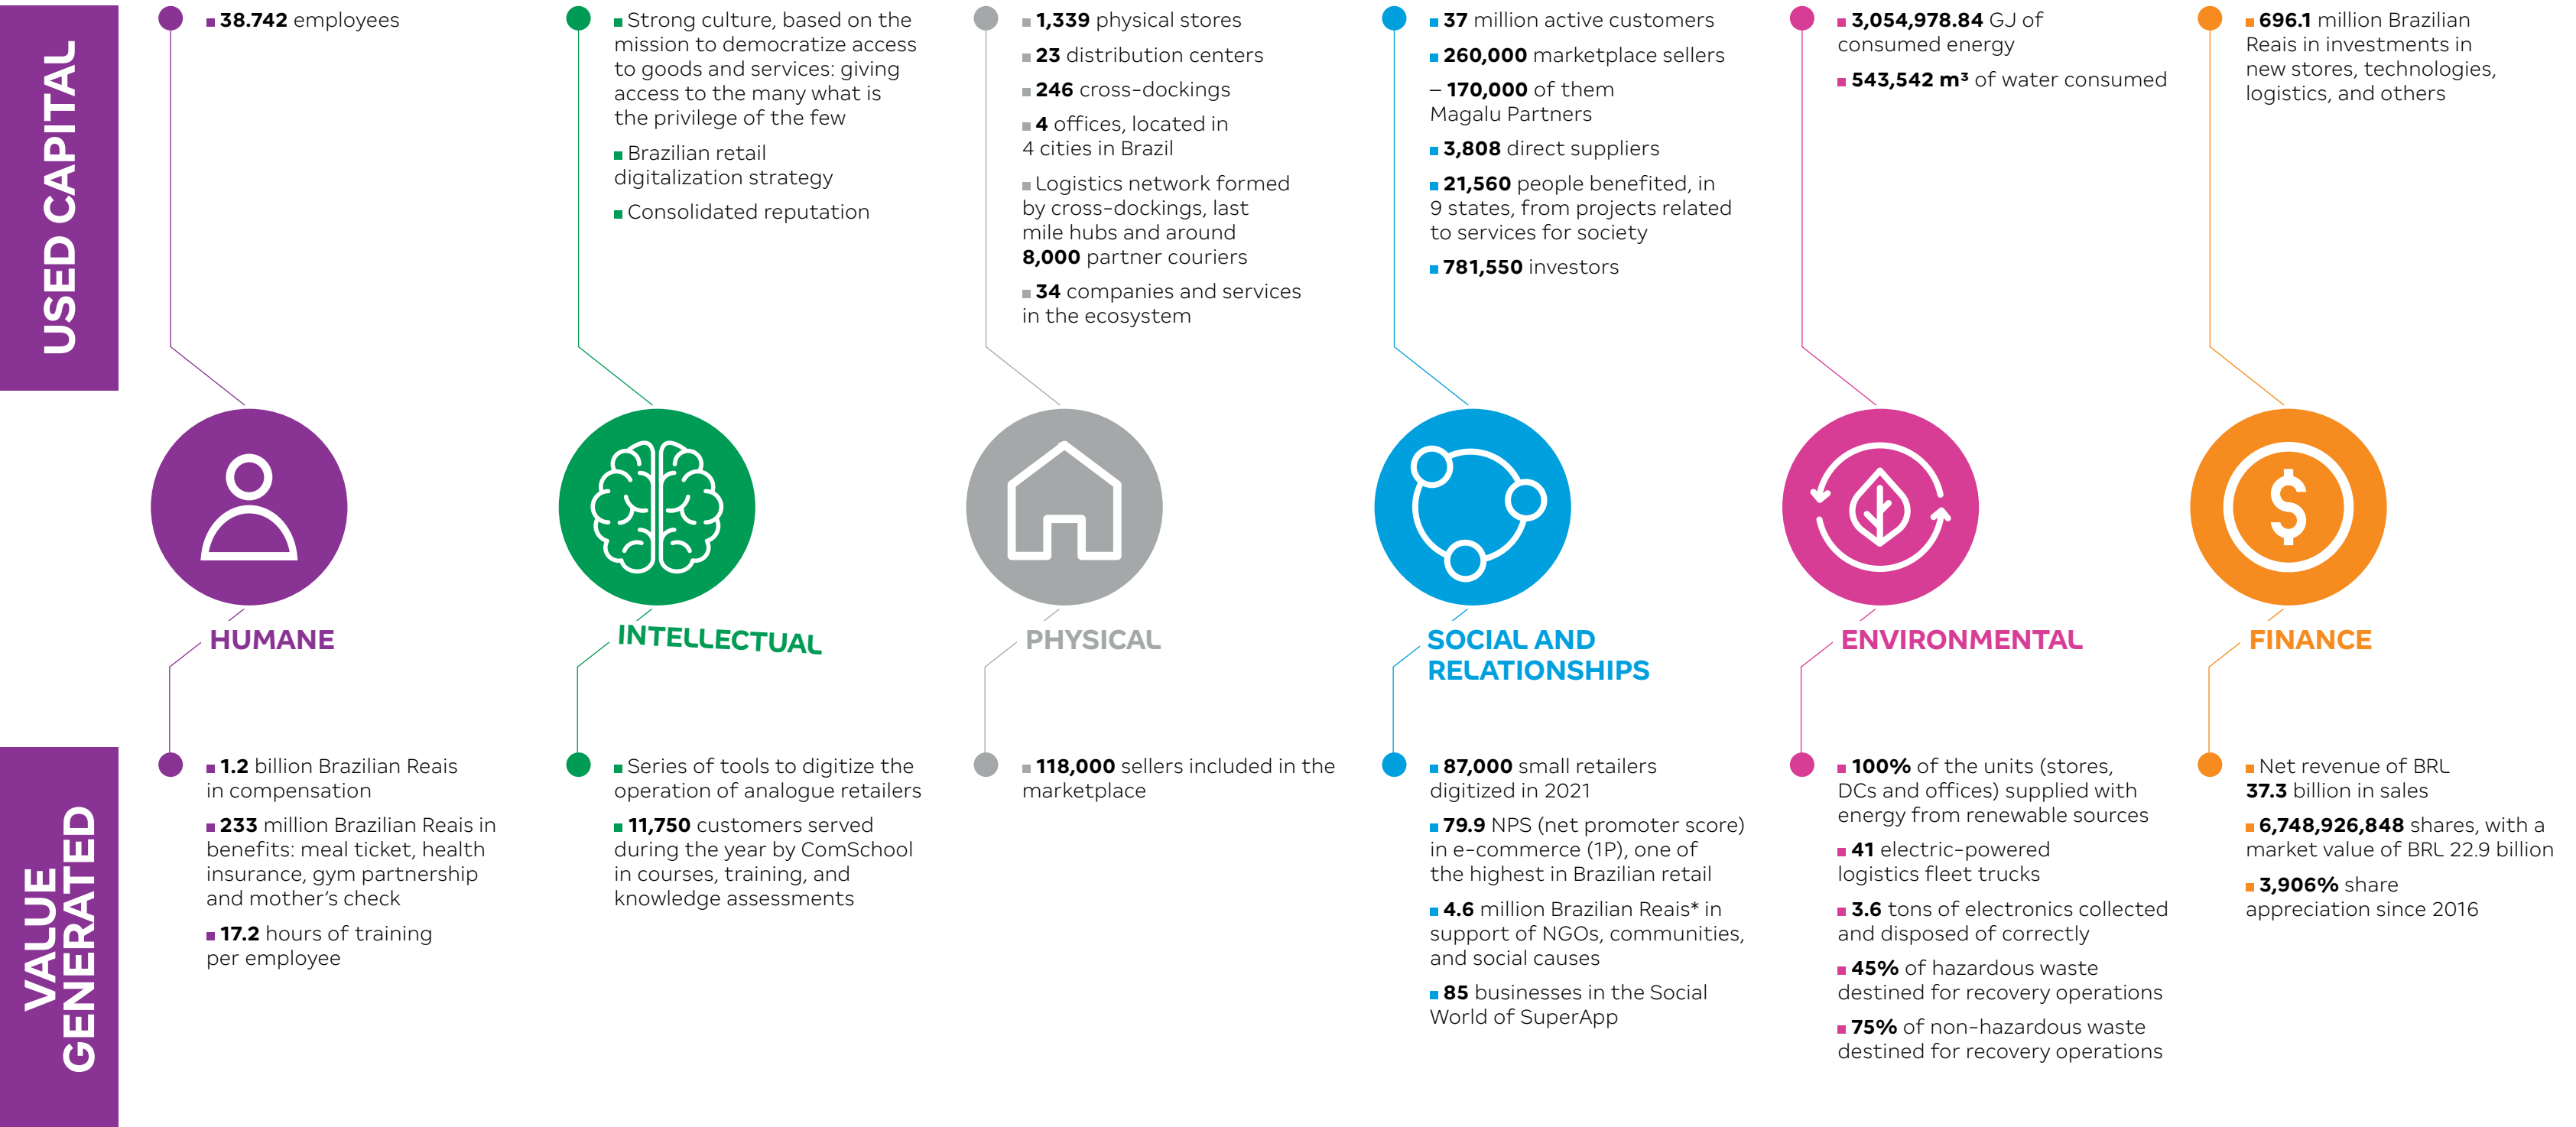 USED CAPITAL
■ 38.742 employees
■ Strong culture, based on the
mission to democratize access
to goods and services: giving
access to the many what is
the privilege of the few
■ Brazilian retail
digitalization strategy
■ Consolidated reputation
■ 1,339 physical stores
■ 23 distribution centers
■ 246 cross-dockings
■ 4 offices, located in
4 cities in Brazil
■ Logistics network formed
by cross-dockings, last
mile hubs and around
8,000 partner couriers
■ 34 companies and services
in the ecosystem
■ 37 million active customers
■ 260,000 marketplace sellers
– 170,000 of them
Magalu Partners
■ 3,808 direct suppliers
■ 21,560 people benefited, in
9 states, from projects related
to services for society
■ 781,550 investors
■ 3,054,978.84 GJ of
consumed energy
■ 543,542 m³ of water consumed
■ 696.1 million Brazilian
Reais in investments in
new stores, technologies,
logistics, and others
$
HUMANE
INTELLECTUAL
PHYSICAL
SOCIAL AND
RELATIONSHIPS
ENVIRONMENTAL
FINANCE
VALUE
GENERATED
■ 1.2 billion Brazilian Reais
in compensation
■ 233 million Brazilian Reais in
benefits: meal ticket, health
insurance, gym partnership
and mother's check
■ 17.2 hours of training
per employee
■ Series of tools to digitize the
operation of analogue retailers
■ 11,750 customers served
during the year by ComSchool
in courses, training, and
knowledge assessments
■ 118,000 sellers included in the
marketplace
■ 87,000 small retailers
digitized in 2021
■ 79.9 NPS (net promoter score)
in e-commerce (1P), one of
the highest in Brazilian retail
■ 4.6 million Brazilian Reais* in
support of NGOs, communities,
and social causes
■ 85 businesses in the Social
World of SuperApp
■ 100% of the units (stores,
DCs and offices) supplied with
energy from renewable sources
■ 41 electric-powered
logistics fleet trucks
■ 3.6 tons of electronics collected
and disposed of correctly
■ 45% of hazardous waste
destined for recovery operations
■ 75% of non-hazardous waste
destined for recovery operations
■ Net revenue of BRL
37.3 billion in sales
■ 6,748,926,848 shares, with a
market value of BRL 22.9 billion
■ 3,906% share
appreciation since 2016